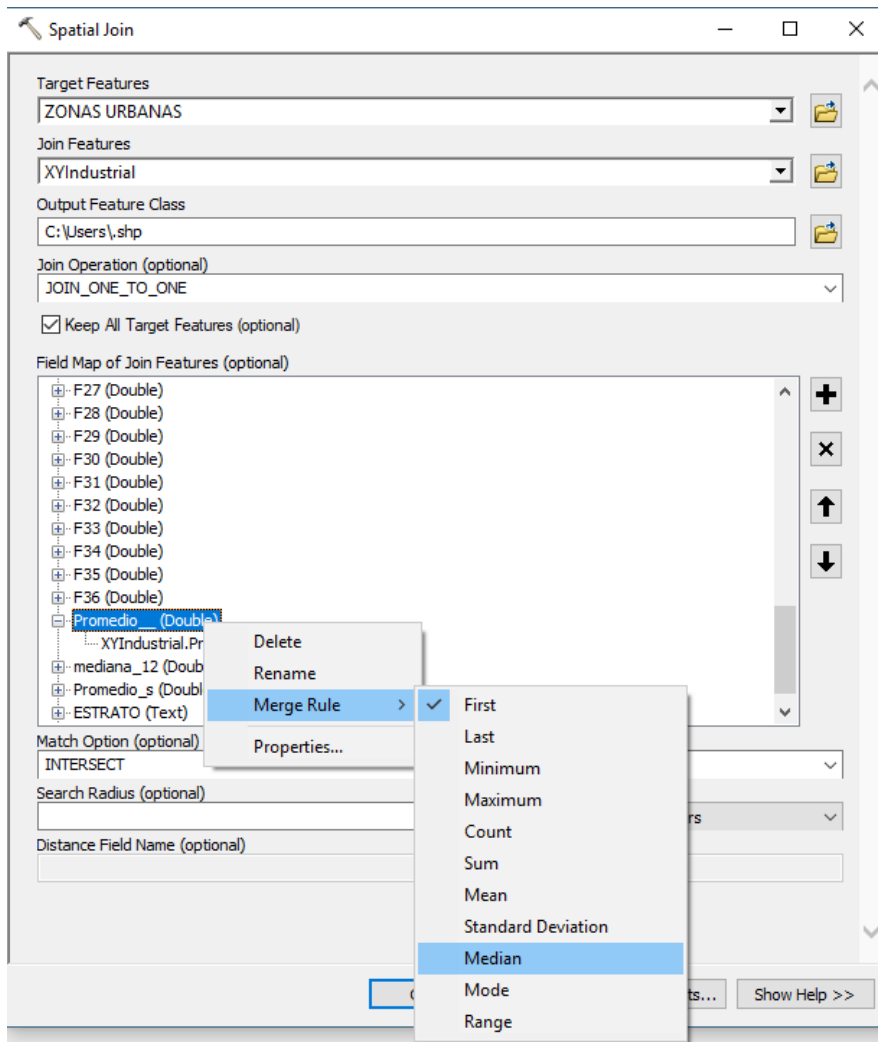 Spatial Join
Target Features
ZONAS URBANAS
Join Features
XYIndustrial
Output Feature Class
C:\Users\.shp
Join Operation (optional)
JOIN_ONE_TO_ONE
Keep All Target Features (optional)
Field Map of Join Features (optional)
F27 (Double)
F28 (Double)
F29 (Double)
F30 (Double)
F31 (Double)
F32 (Double)
F33 (Double)
F34 (Double)
F35 (Double)
F36 (Double)
Promedio__ (Double)
XYIndustrial.Pr
mediana_12 (Doub
Promedio_s (Doubl
ESTRATO (Text)
Delete
Rename
Merge Rule
Properties...
First
Last
Minimum
Maximum
Count
Sum
Mean
Standard Deviation
Median
Mode
Range
Match Option (optional)
INTERSECT
Search Radius (optional)
rs
Distance Field Name (optional)
ts...
Show Help >>